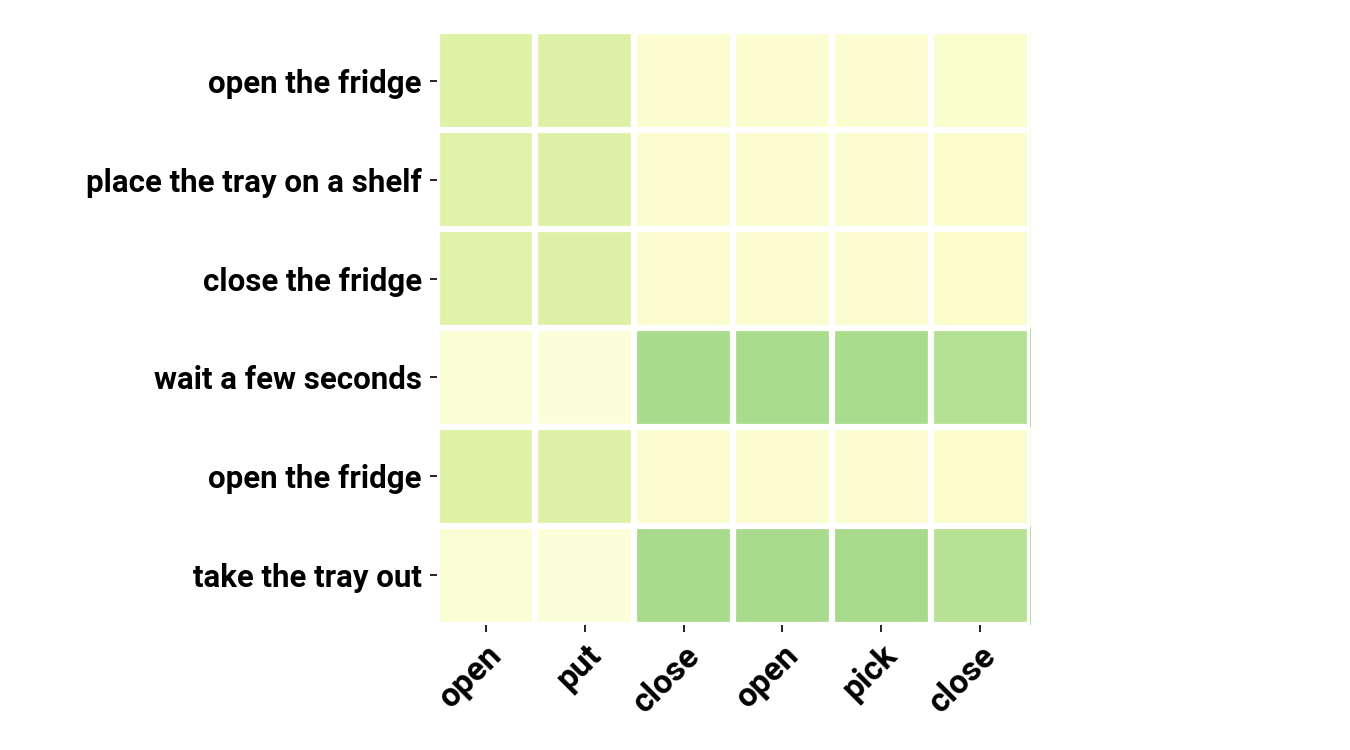 open the fridge
place the tray on a shelf
close the fridge
wait a few seconds
open the fridge
take the tray out
open
put
close
open
pick
close